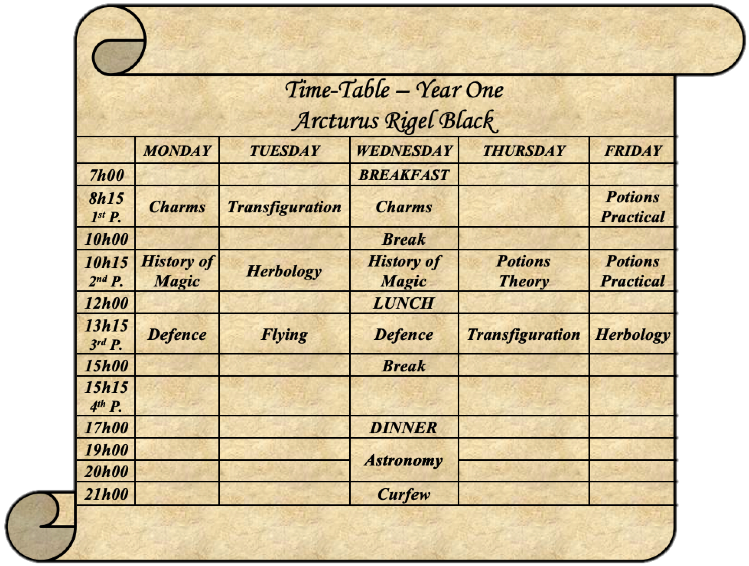 Time-Table – Year One
Arcturus Rigel Black
MONDAY TUESDAY WEDNESDAY THURSDAY FRIDAY
7h00 BREAKFAST
8h15 1st P. Charms Transfiguration Charms Potions Practical
10h00 Break
10h15 2nd P. History of Magic Herbology History of Magic Potions Theory Potions Practical
12h00 LUNCH
13h15 3rd P. Defence Flying Defence Transfiguration Herbology
15h00 Break
15h15 4th P.
17h00 DINNER
19h00 Astronomy
20h00
21h00 Curfew